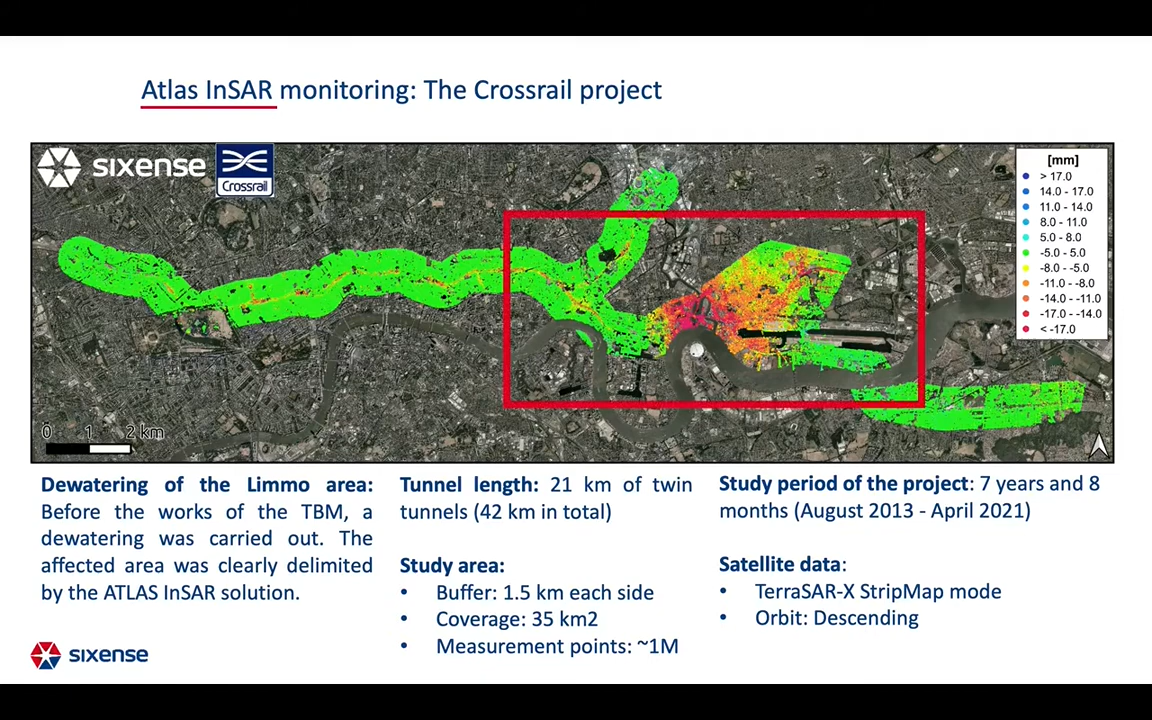 Atlas InSAR monitoring: The Crossrail project
sixense
Crossrail
[mm]
> 17.0
14.0 - 17.0
11.0 - 14.0
8.0 - 11.0
5.0 - 8.0
-5.0 - 5.0
-8.0 - -5.0
-11.0 - -8.0
-14.0 - -11.0
-17.0 - -14.0
< -17.0
0 1 2 km
Dewatering of the Limmo area:
Before the works of the TBM, a
dewatering was carried out. The
affected area was clearly delimited
by the ATLAS InSAR solution.
Tunnel length: 21 km of twin
tunnels (42 km in total)
Study area:
• Buffer: 1.5 km each side
• Coverage: 35 km2
• Measurement points: ~1M
Study period of the project: 7 years and 8
months (August 2013 - April 2021)
Satellite data:
• TerraSAR-X StripMap mode
• Orbit: Descending
sixense